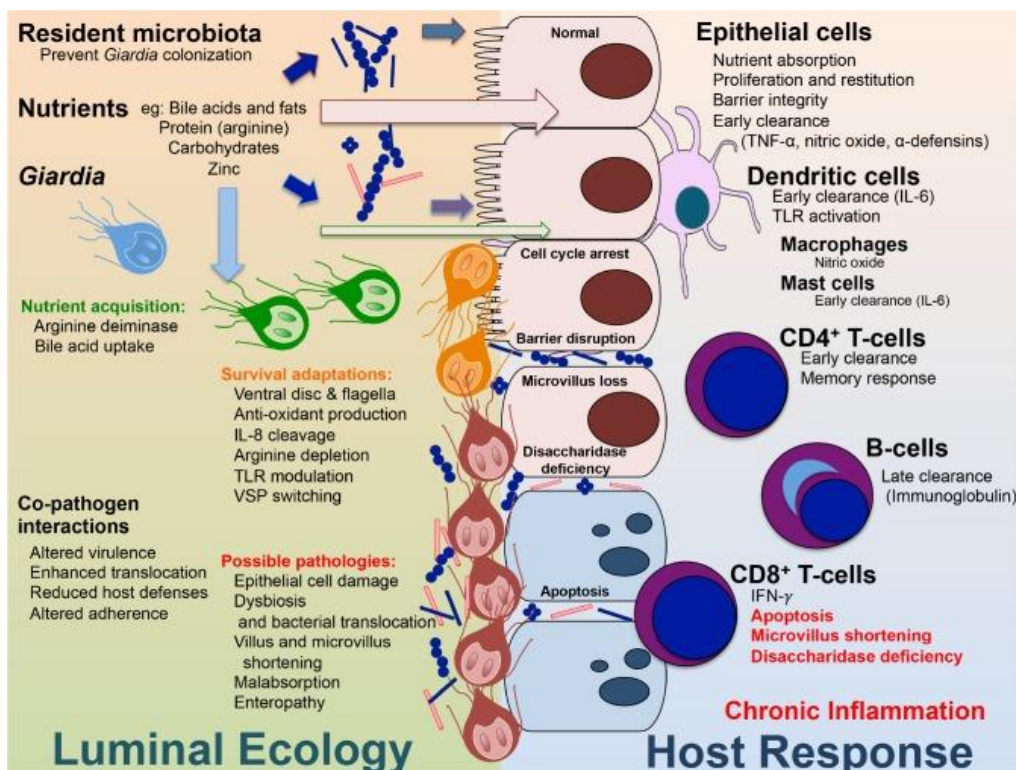 Resident microbiota
Prevent Giardia colonization
Nutrients eg: Bile acids and fats
Protein (arginine)
Carbohydrates
Zinc
Giardia
Nutrient acquisition:
Arginine deiminase
Bile acid uptake
Survival adaptations:
Ventral disc & flagella
Anti-oxidant production
IL-8 cleavage
Arginine depletion
TLR modulation
VSP switching
Co-pathogen
interactions
Altered virulence
Enhanced translocation
Reduced host defenses
Altered adherence
Possible pathologies:
Epithelial cell damage
Dysbiosis
and bacterial translocation
Villus and microvillus
shortening
Malabsorption
Enteropathy
Luminal Ecology
Normal
Cell cycle arrest
Barrier disruption
Microvillus loss
Disaccharidase
deficiency
Apoptosis
Epithelial cells
Nutrient absorption
Proliferation and restitution
Barrier integrity
Early clearance
(TNF-α, nitric oxide, α-defensins)
Dendritic cells
Early clearance (IL-6)
TLR activation
Macrophages
Nitric oxide
Mast cells
Early clearance (IL-6)
CD4⁺ T-cells
Early clearance
Memory response
B-cells
Late clearance
(Immunoglobulin)
CD8⁺ T-cells
IFN-γ
Apoptosis
Microvillus shortening
Disaccharidase deficiency
Chronic Inflammation
Host Response